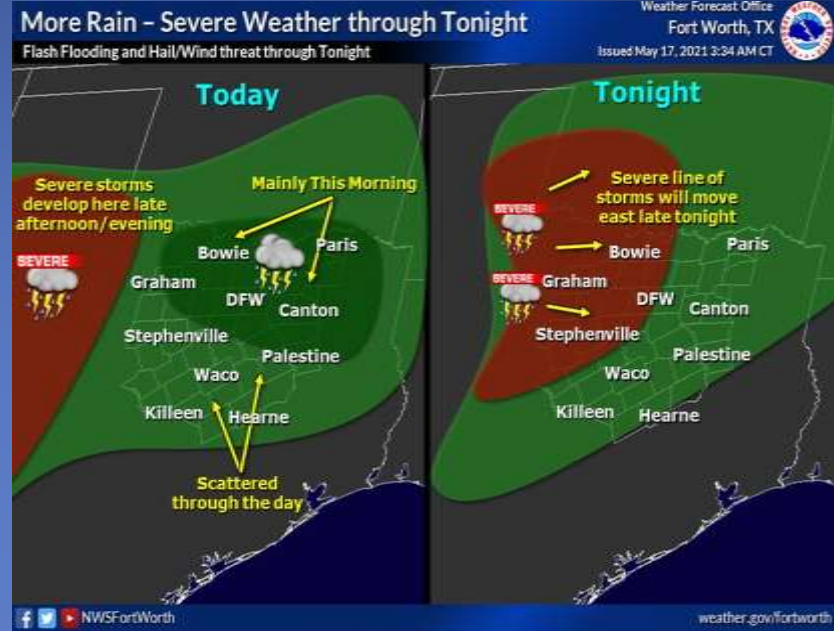 More Rain – Severe Weather through Tonight
Flash Flooding and Hail/Wind threat through Tonight
Weather Forecast Office
Fort Worth, TX
Issued May 17, 2021 3:34 AM CT
Today
Severe storms
develop here late
afternoon/evening
Mainly This Morning
SEVERE
Bowie
Paris
Graham
DFW
Canton
Stephenville
Palestine
Waco
Killeen
Hearne
Scattered
through the day
Tonight
Severe line of
storms will move
east late tonight
SEVERE
Bowie
Paris
SEVERE
Graham
DFW
Canton
Stephenville
Palestine
Waco
Killeen
Hearne
NWSFortWorth
weather.gov/fortworth